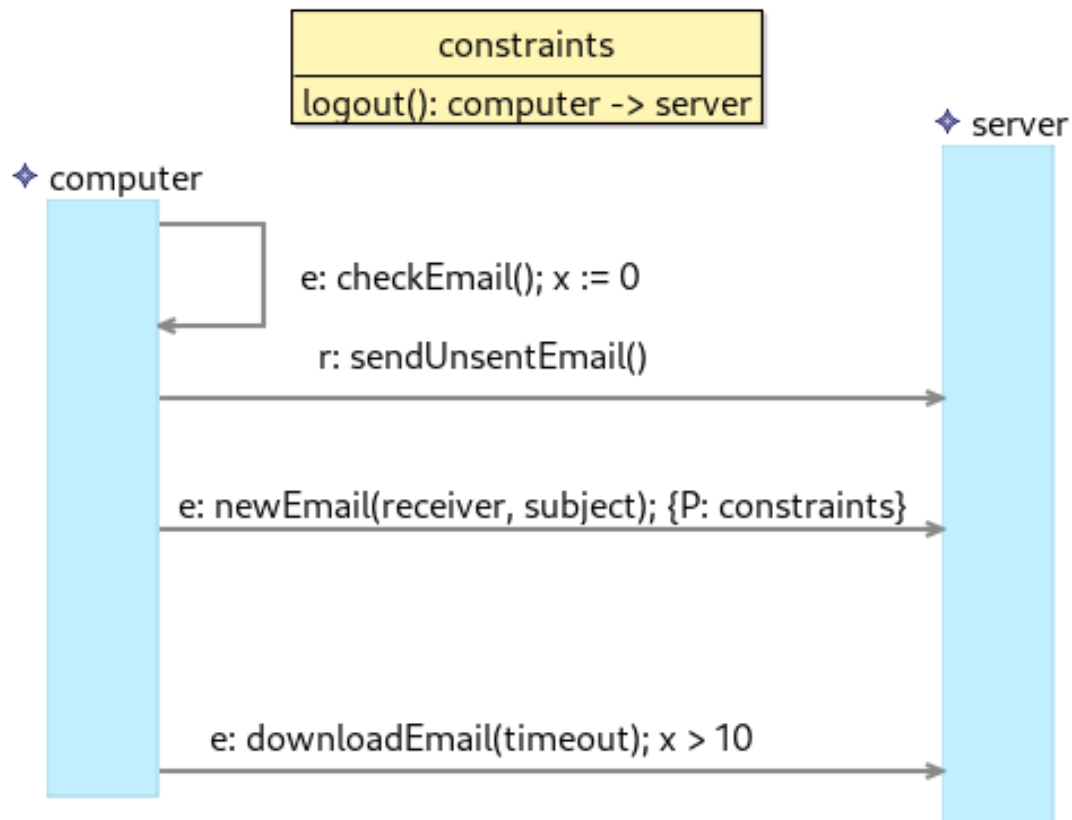 constraints
logout(): computer -> server
server
computer
e: checkEmail(); x := 0
r: sendUnsentEmail()
e: newEmail(receiver, subject); {P: constraints}
e: downloadEmail(timeout); x > 10